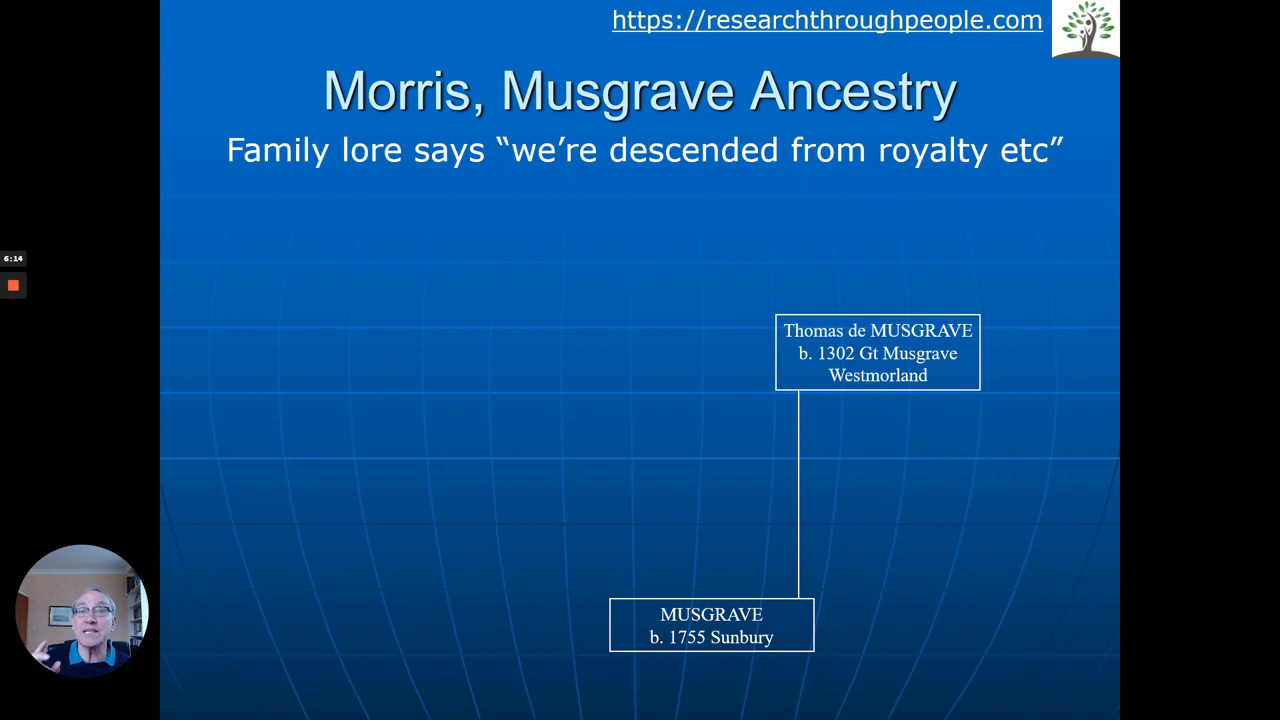 https://researchthroughpeople.com
Morris, Musgrave Ancestry
Family lore says “we’re descended from royalty etc”
6:14
Thomas de MUSGRAVE
b. 1302 Gt Musgrave
Westmorland
MUSGRAVE
b. 1755 Sunbury